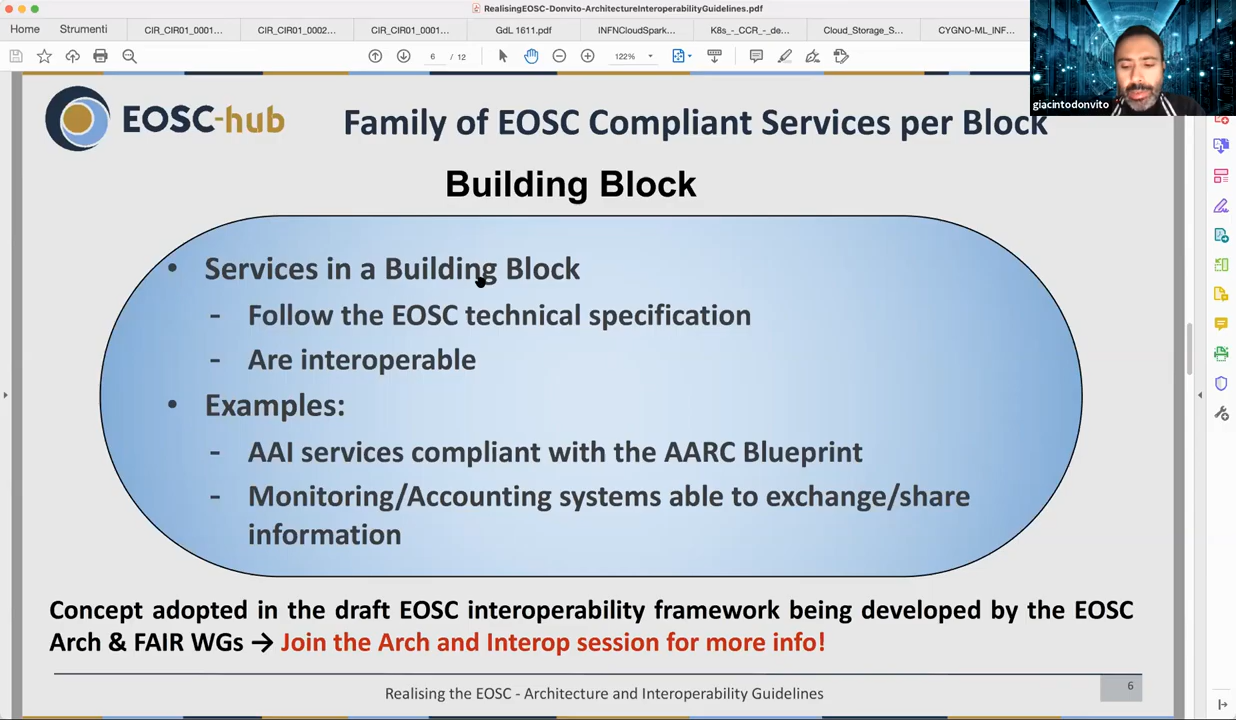 RealisingEOSC-Donvito-ArchitectureInteroperabilityGuidelines.pdf
Home Strumenti CIR_CIR01_0001... CIR_CIR01_0002... CIR_CIR01_0001... GdL 1611.pdf INFNCloudSpark... K8s_-_CCR_-_de... Cloud_Storage_S... CYGNO-ML_INF...
6 / 12 122%
giacintodonvito
EOSC-hub
Family of EOSC Compliant Services per Block
Building Block
• Services in a Building Block
- Follow the EOSC technical specification
- Are interoperable
• Examples:
- AAI services compliant with the AARC Blueprint
- Monitoring/Accounting systems able to exchange/share
information
Concept adopted in the draft EOSC interoperability framework being developed by the EOSC
Arch & FAIR WGs → Join the Arch and Interop session for more info!
Realising the EOSC - Architecture and Interoperability Guidelines
6